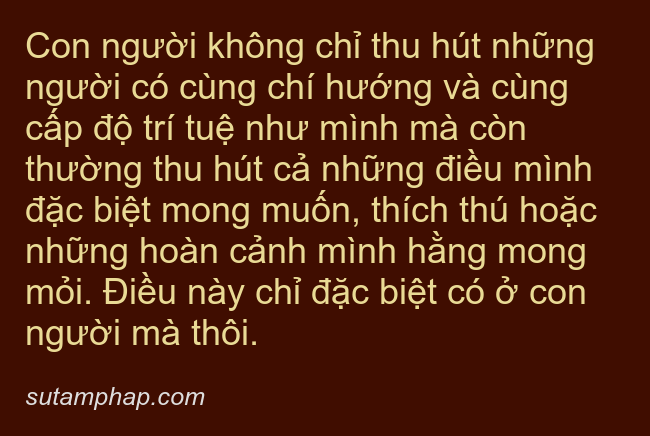 Con người không chỉ thu hút những
người có cùng chí hướng và cùng
cấp độ trí tuệ như mình mà còn
thường thu hút cả những điều mình
đặc biệt mong muốn, thích thú hoặc
những hoàn cảnh mình hằng mong
mỏi. Điều này chỉ đặc biệt có ở con
người mà thôi.
sutamphap.com